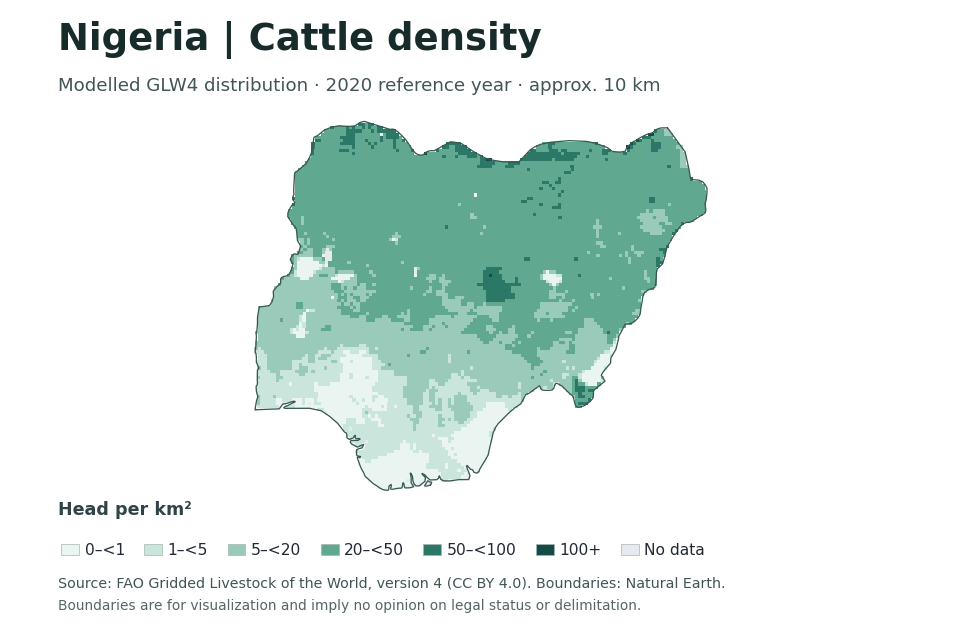 Nigeria | Cattle density
Modelled GLW4 distribution · 2020 reference year · approx. 10 km
Head per km²
0–<1 1–<5 5–<20 20–<50 50–<100 100+ No data
Source: FAO Gridded Livestock of the World, version 4 (CC BY 4.0). Boundaries: Natural Earth.
Boundaries are for visualization and imply no opinion on legal status or delimitation.